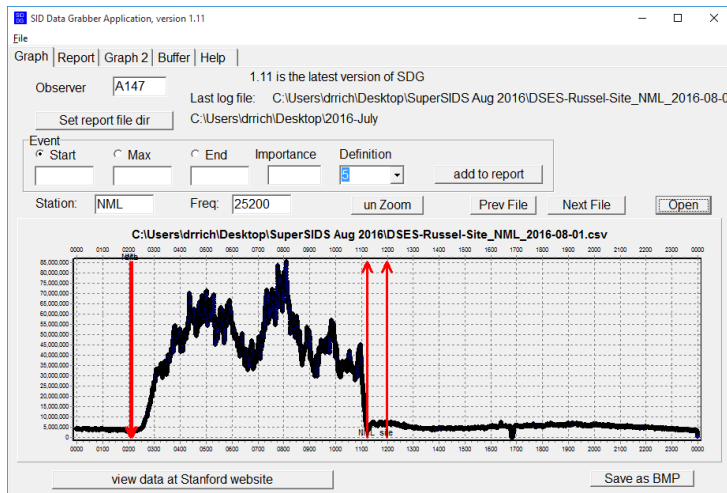 SID Data Grabber Application, version 1.11
File
Graph Report Graph 2 Buffer Help
Observer A147 1.11 is the latest version of SDG
Last log file: C:\Users\drrich\Desktop\SuperSIDS Aug 2016\DSES-Russel-Site_NML_2016-08-0
Set report file dir C:\Users\drrich\Desktop\2016-July
Event
Start Max End Importance Definition
5 add to report
Station: NML Freq: 25200 un Zoom Prev File Next File Open
C:\Users\drrich\Desktop\SuperSIDS Aug 2016\DSES-Russel-Site_NML_2016-08-01.csv
0000 0100 0200 0300 0400 0500 0600 0700 0800 0900 1000 1100 1200 1300 1400 1500 1600 1700 1800 1900 2000 2100 2200 2300 0000
85,000,000
80,000,000
75,000,000
70,000,000
65,000,000
60,000,000
55,000,000
50,000,000
45,000,000
40,000,000
35,000,000
30,000,000
25,000,000
20,000,000
15,000,000
10,000,000
5,000,000
0
NML site
0000 0100 0200 0300 0400 0500 0600 0700 0800 0900 1000 1100 1200 1300 1400 1500 1600 1700 1800 1900 2000 2100 2200 2300 0000
view data at Stanford website Save as BMP